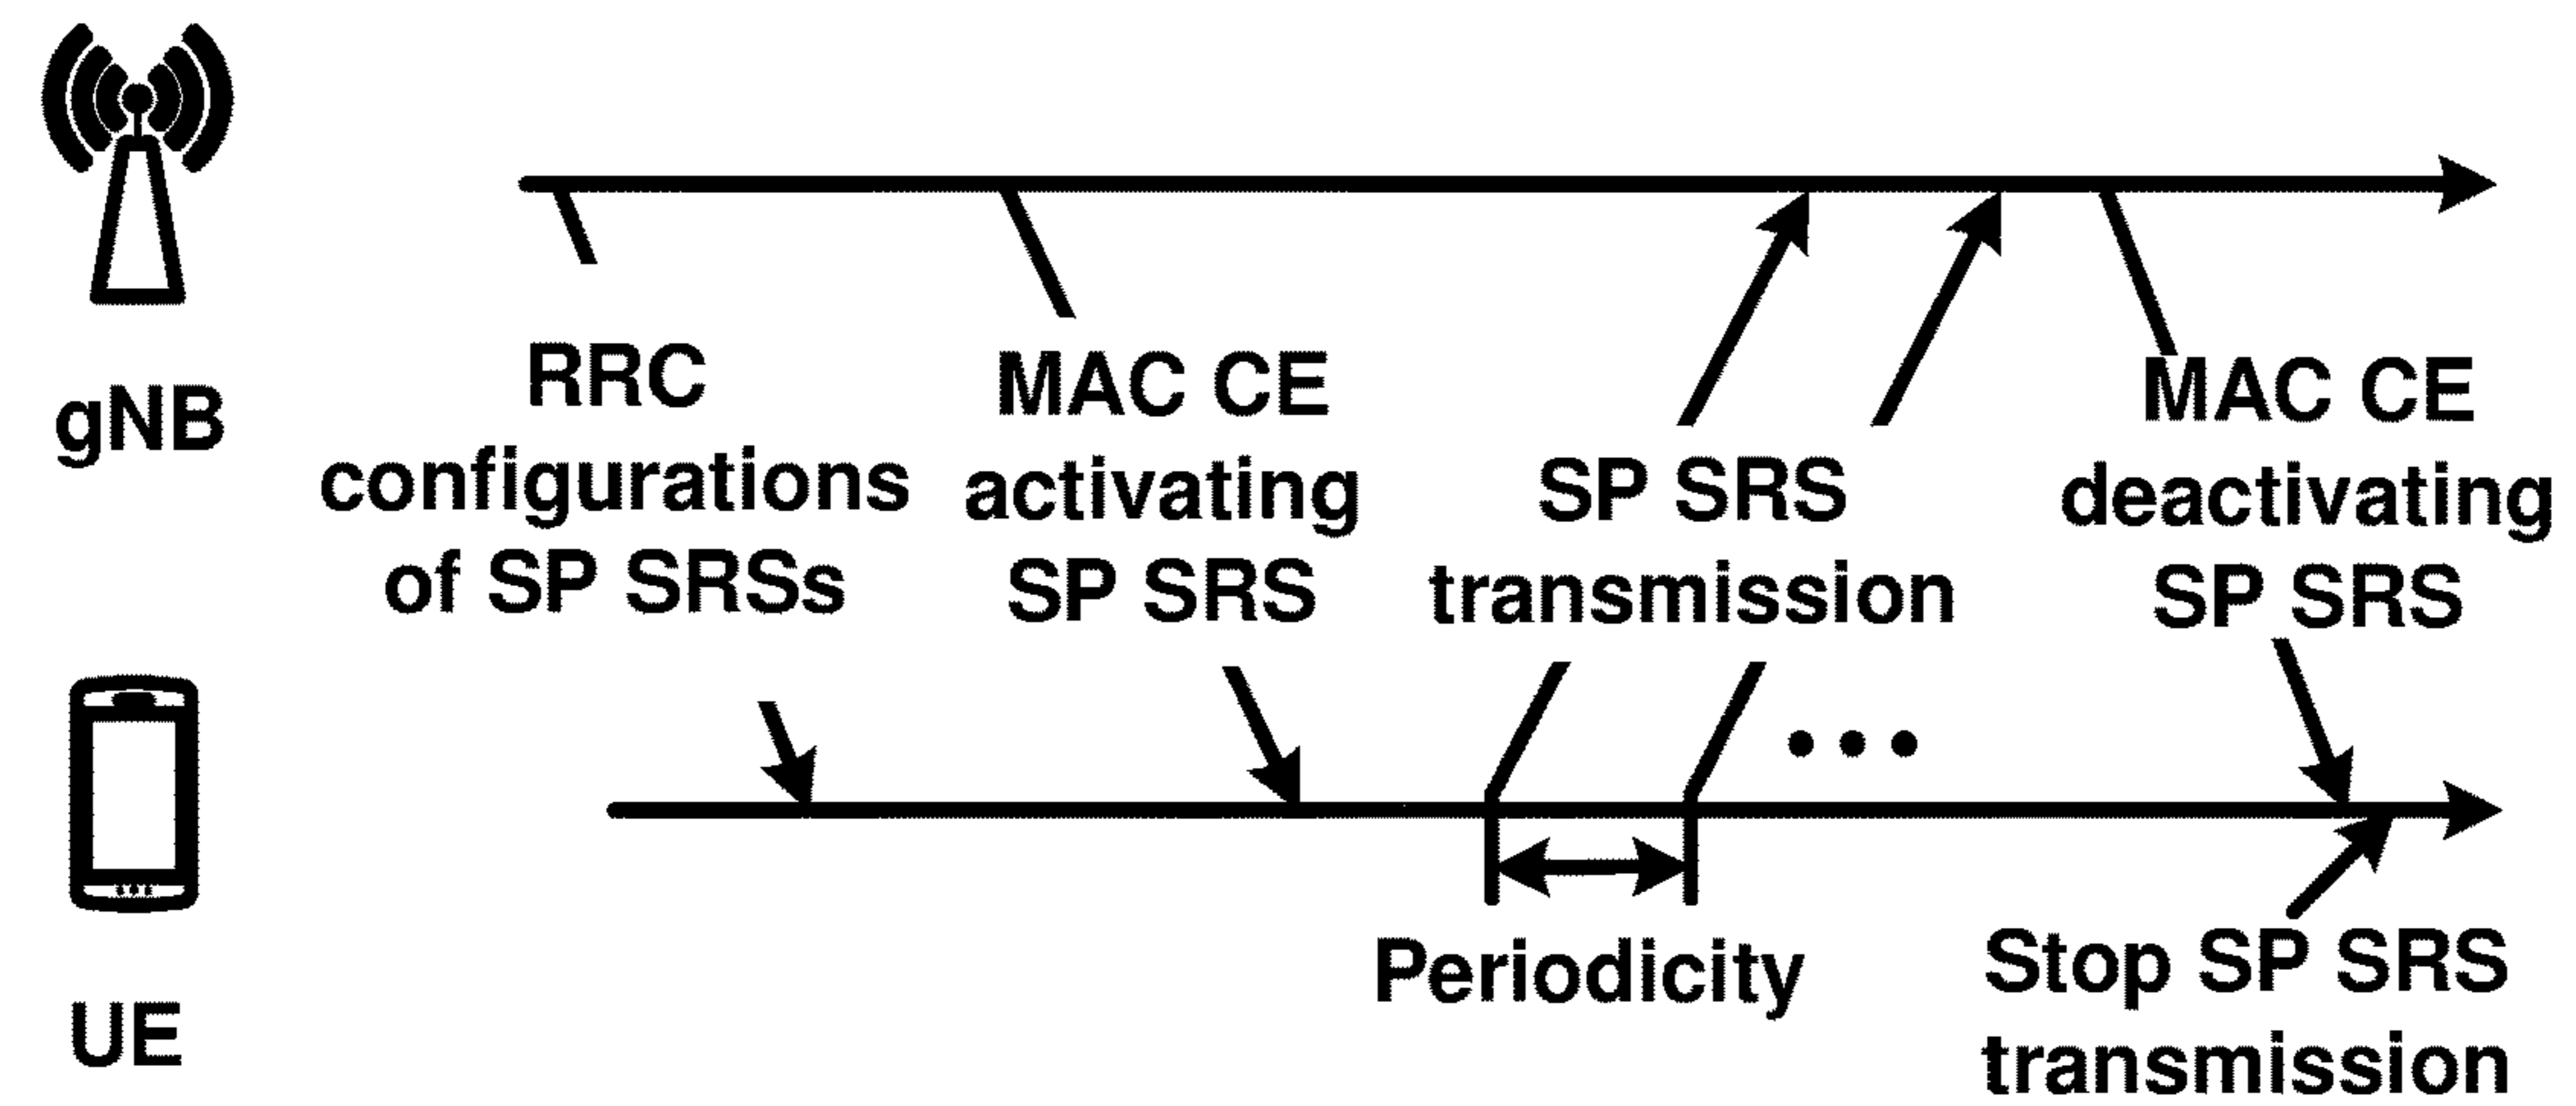 gNB
RRC
configurations
of SP SRSs
MAC CE
activating
SP SRS
SP SRS
transmission
MAC CE
deactivating
SP SRS
UE
Periodicity
Stop SP SRS
transmission